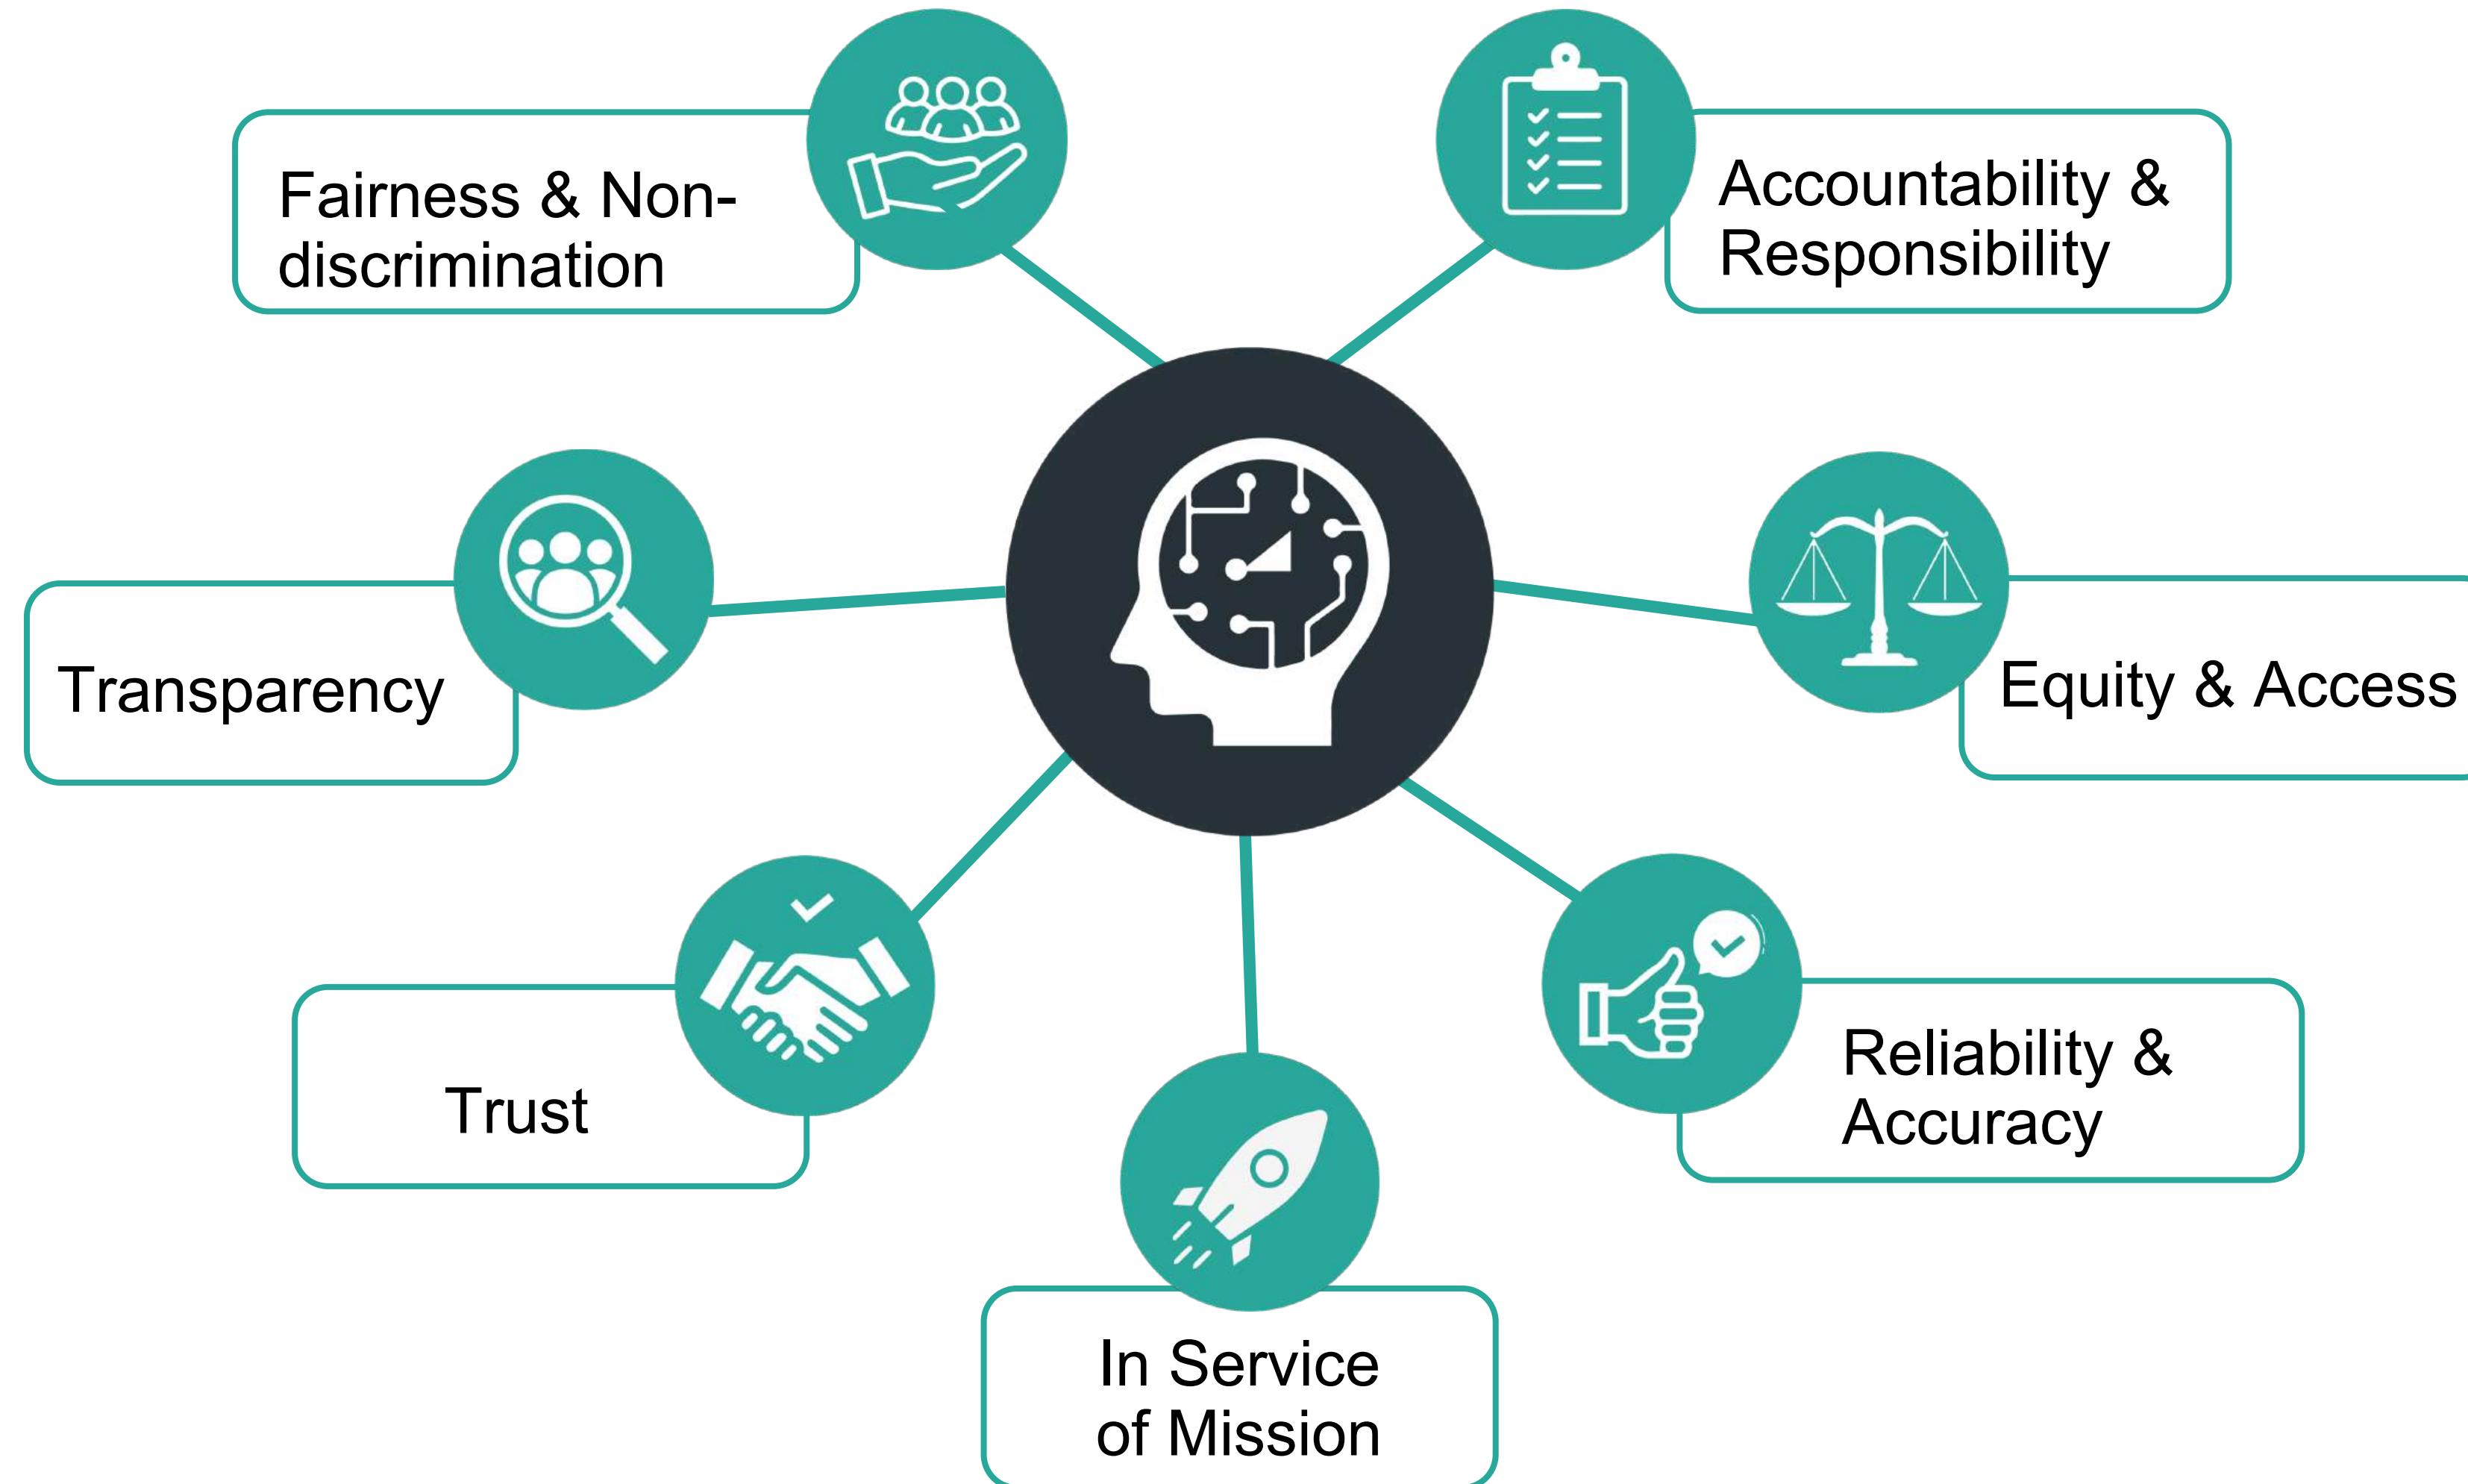 Fairness & Non-
discrimination
Accountability &
Responsibility
Transparency
Equity & Access
Trust
Reliability &
Accuracy
In Service
of Mission